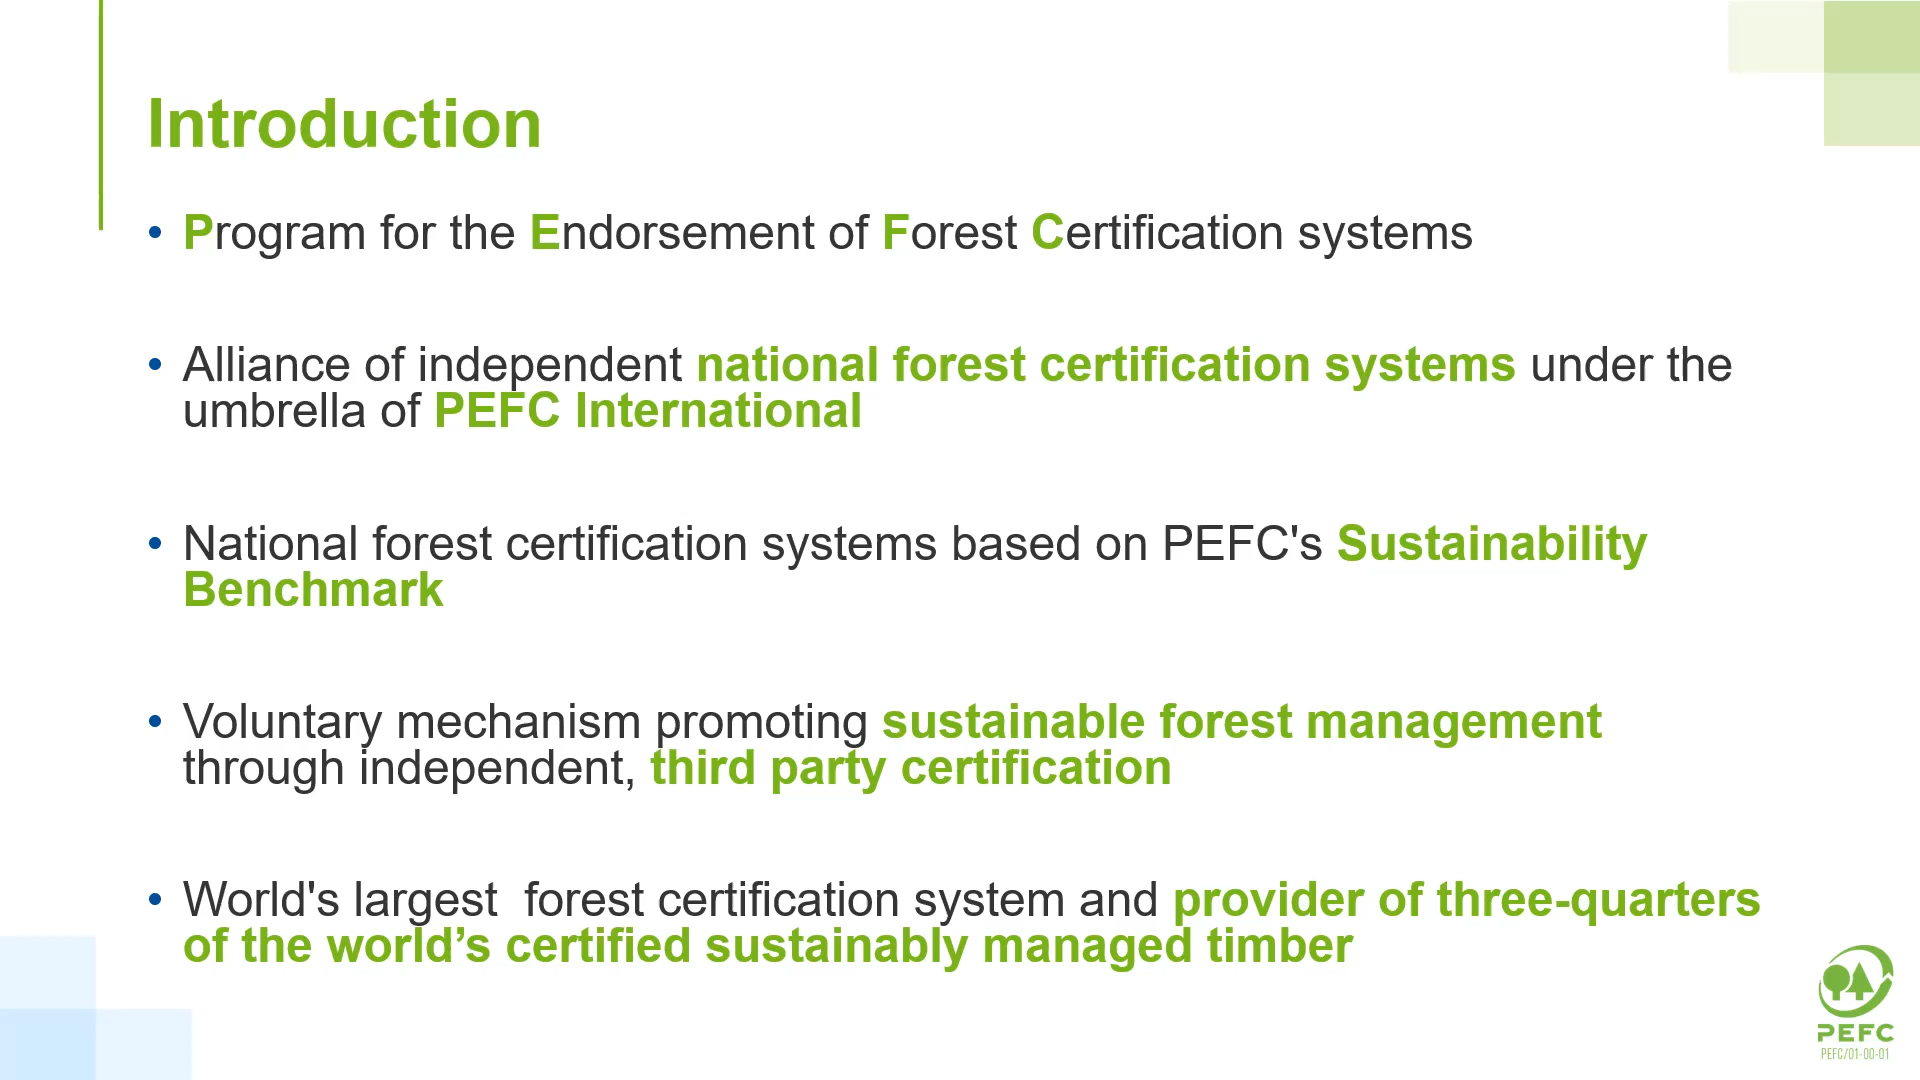 Introduction
• Program for the Endorsement of Forest Certification systems
• Alliance of independent national forest certification systems under the
umbrella of PEFC International
• National forest certification systems based on PEFC's Sustainability
Benchmark
• Voluntary mechanism promoting sustainable forest management
through independent, third party certification
• World's largest  forest certification system and provider of three-quarters
of the world’s certified sustainably managed timber
PEFC
PEFC/01-00-01